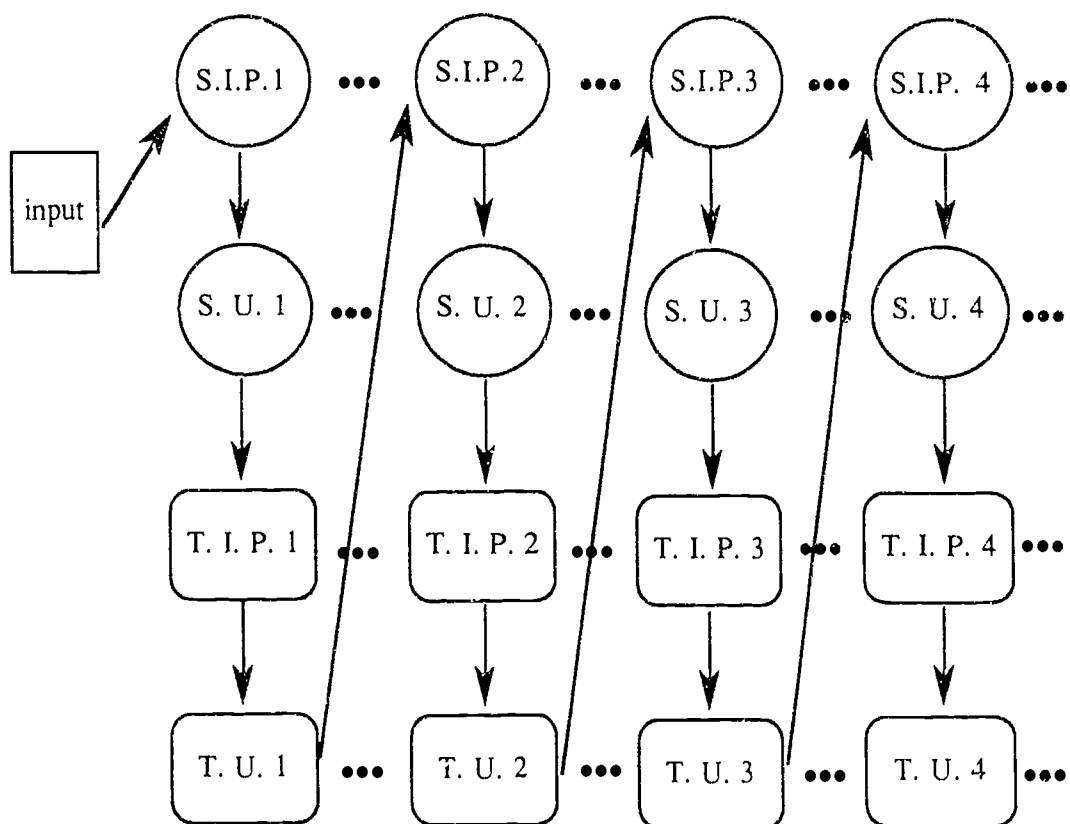 S.I.P.1
S.I.P.2
S.I.P.3
S.I.P. 4
input
S. U. 1
S. U. 2
S. U. 3
S. U. 4
T. I. P. 1
T. I. P. 2
T. I. P. 3
T. I. P. 4
T. U. 1
T. U. 2
T. U. 3
T. U. 4